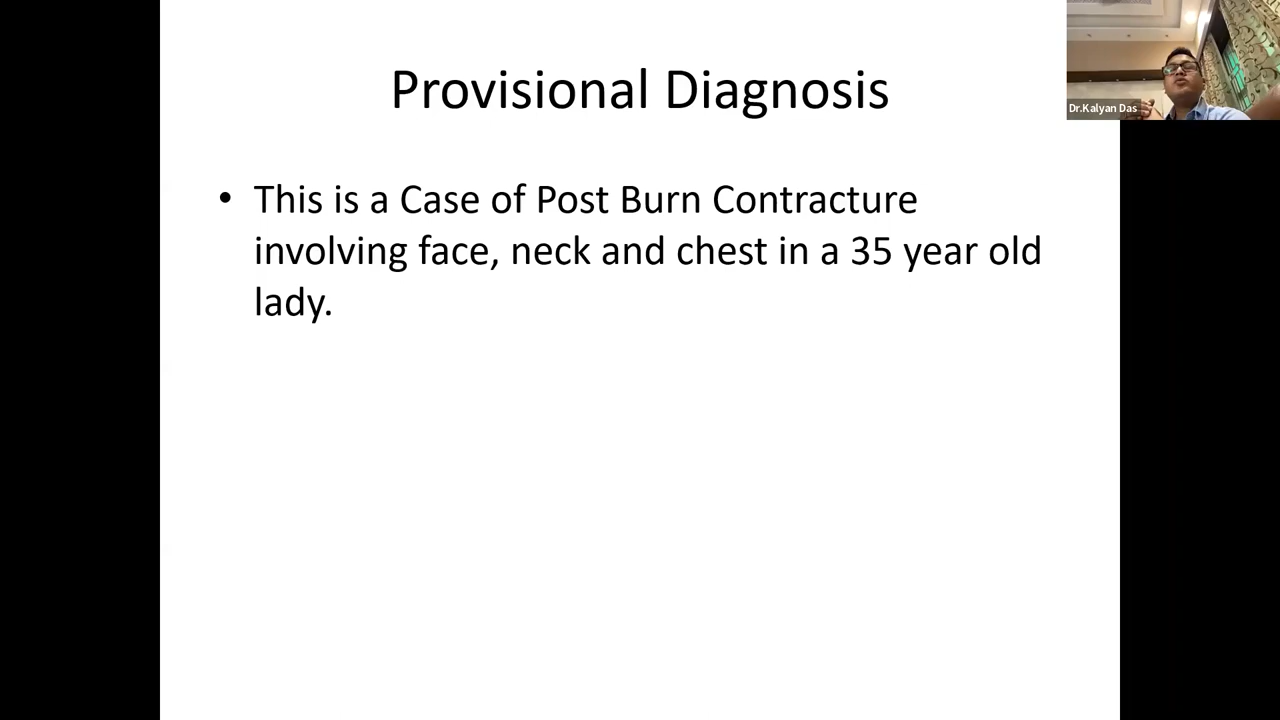 Provisional Diagnosis
Dr.Kalyan Das
• This is a Case of Post Burn Contracture
involving face, neck and chest in a 35 year old
lady.